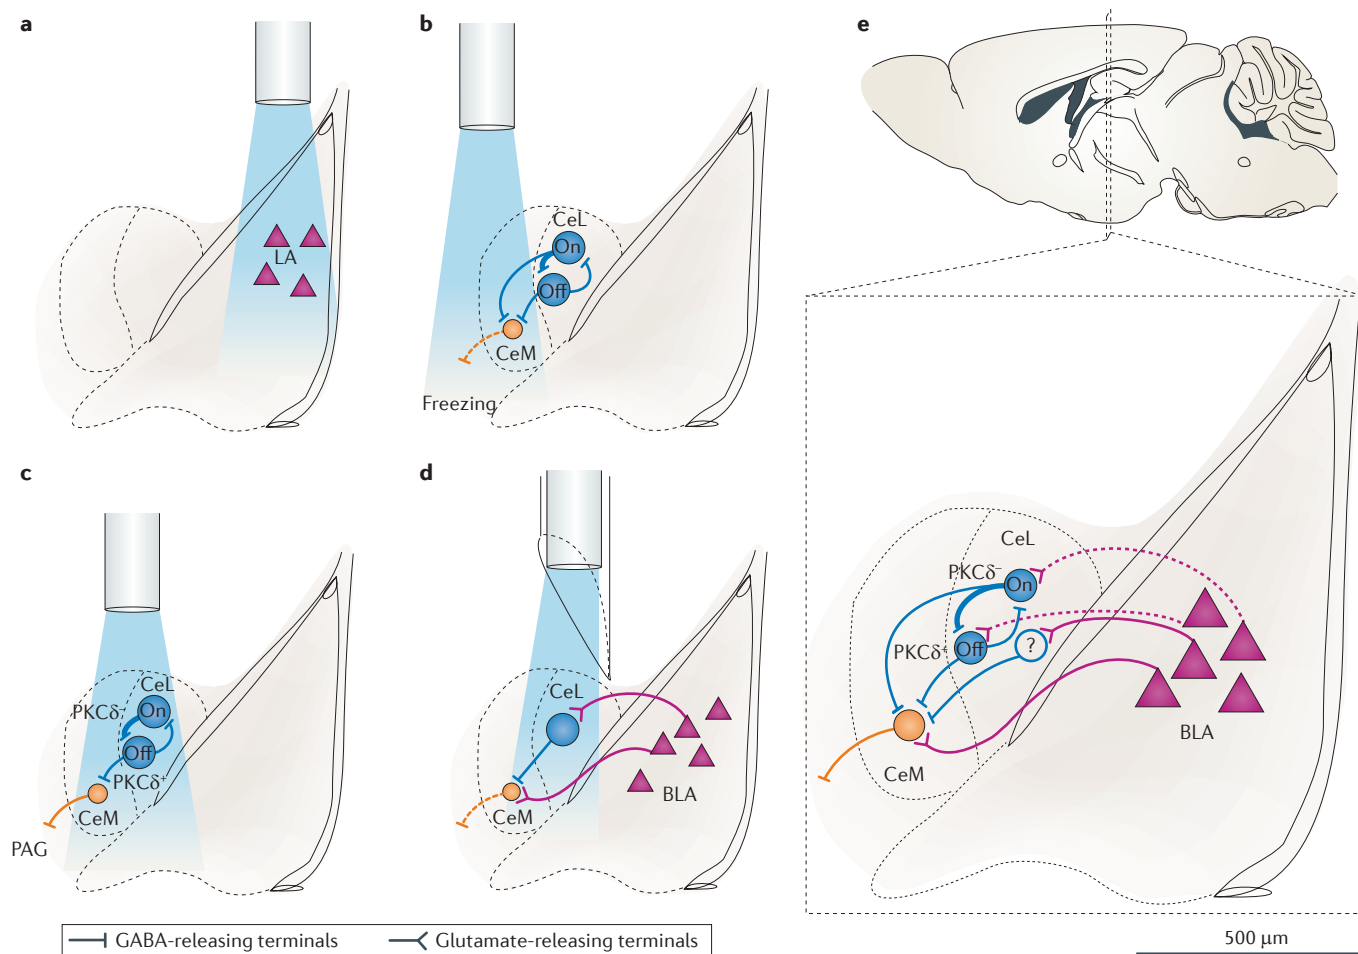 a
LA
b
CeL
On
Off
CeM
Freezing
c
CeL
PKCδ⁻
On
Off
PKCδ⁺
CeM
PAG
d
CeL
CeM
BLA
e
CeL
PKCδ⁻
On
PKCδ⁺
Off
?
BLA
CeM
GABA-releasing terminals
Glutamate-releasing terminals
500 µm